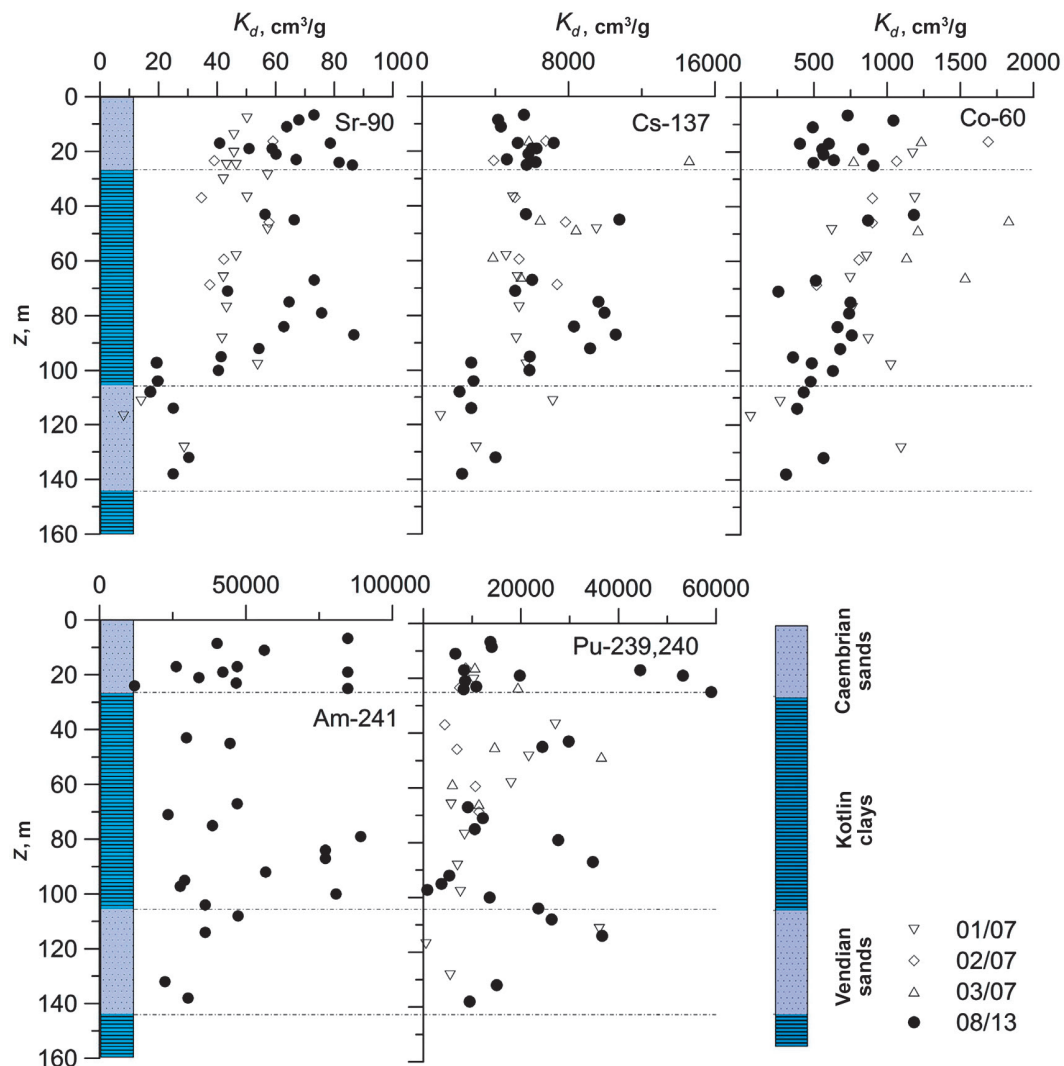 K_d, cm³/g K_d, cm³/g K_d, cm³/g
0 20 40 60 80 100 8000 16000 500 1000 1500 2000
Sr-90 Cs-137 Co-60
z, m
0
20
40
60
80
100
120
140
160
0 50000 100000 20000 40000 60000
Am-241 Pu-239,240
z, m
0
20
40
60
80
100
120
140
160
Caembrian
sands
Kotlin
clays
Vendian
sands
01/07
02/07
03/07
08/13